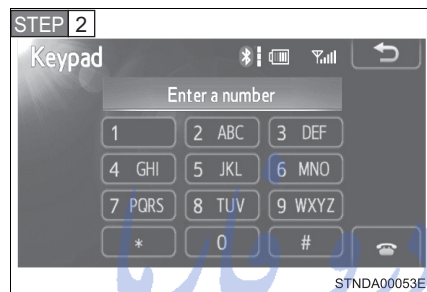 STEP 2
Keypad
Enter a number
1 2 ABC 3 DEF
4 GHI 5 JKL 6 MNO
7 PQRS 8 TUV 9 WXYZ
* 0 #
STNDA00053E